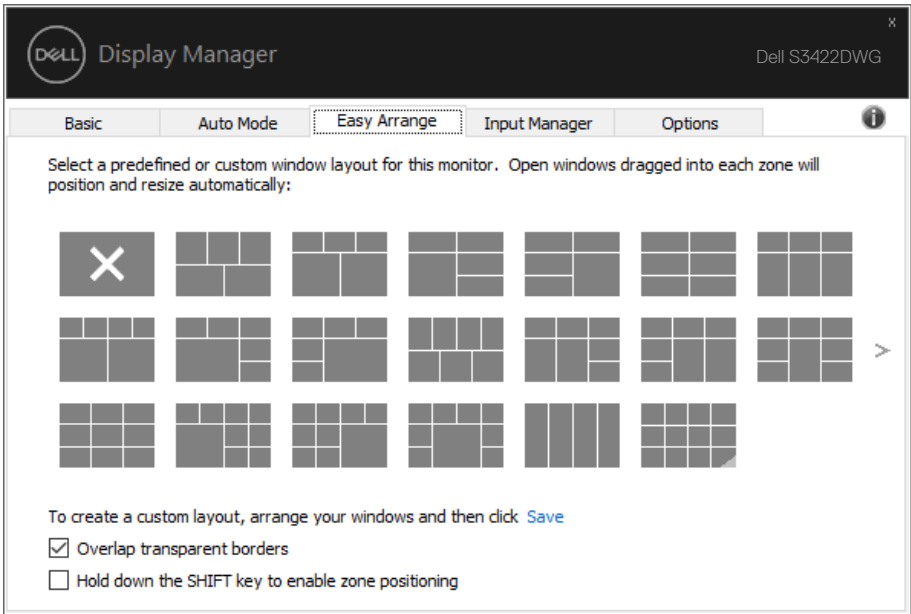 x
DELL
Display Manager
Dell S3422DWG
Basic
Auto Mode
Easy Arrange
Input Manager
Options
Select a predefined or custom window layout for this monitor. Open windows dragged into each zone will
position and resize automatically:
>
To create a custom layout, arrange your windows and then click Save
Overlap transparent borders
Hold down the SHIFT key to enable zone positioning